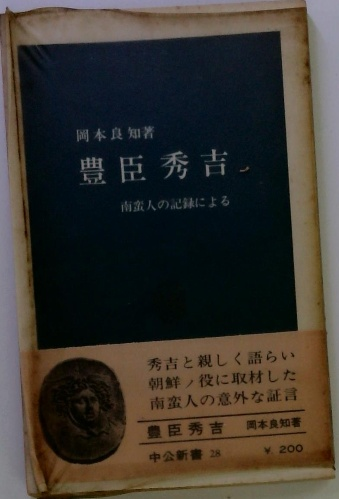 岡本良知著
豊臣秀吉
南蛮人の記録による
秀吉と親しく語らい
朝鮮ノ役に取材した
南蛮人の意外な証言
豊臣秀吉 岡本良知著
中公新書 28 ¥ 200